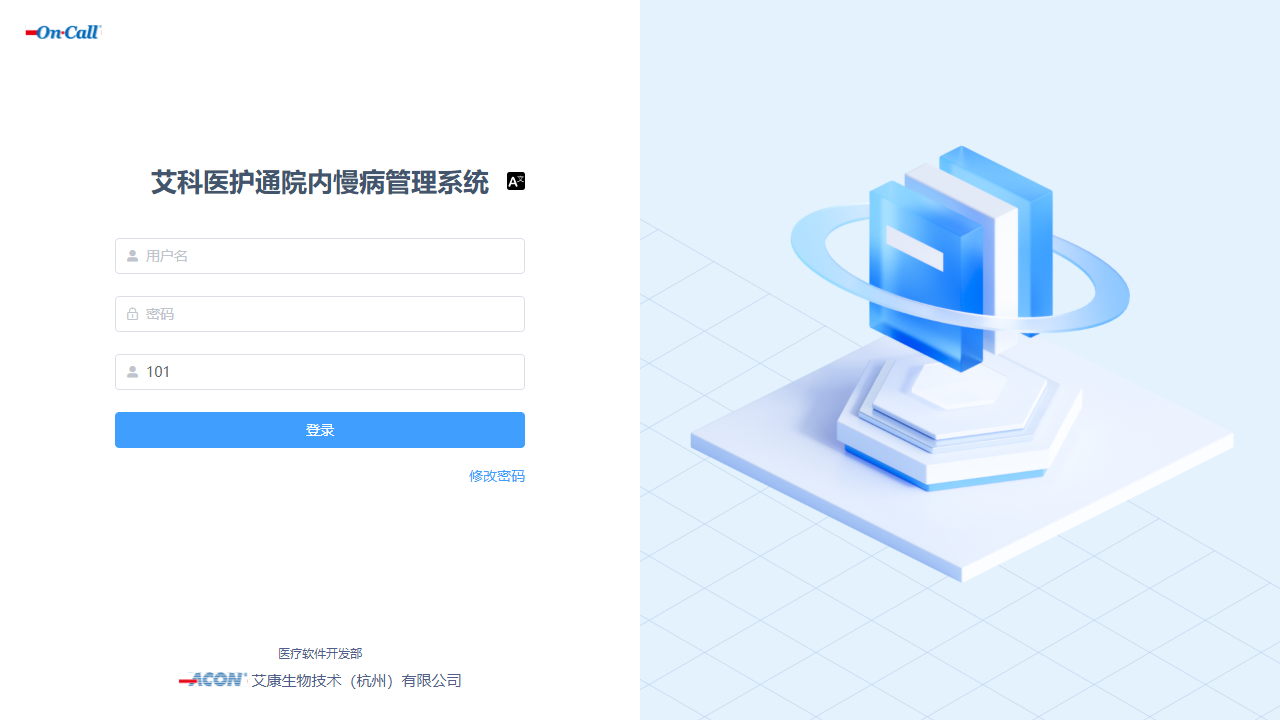 On·Call
艾科医护通院内慢病管理系统
用户名
密码
101
登录
修改密码
医疗软件开发部
ACON 艾康生物技术（杭州）有限公司